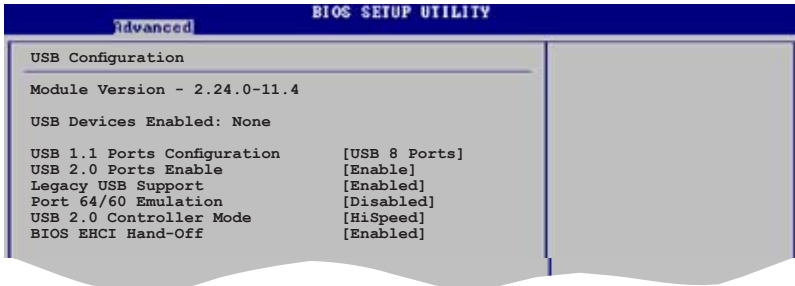 BIOS SETUP UTILITY
Advanced
USB Configuration
Module Version - 2.24.0-11.4
USB Devices Enabled: None
USB 1.1 Ports Configuration [USB 8 Ports]
USB 2.0 Ports Enable [Enable]
Legacy USB Support [Enabled]
Port 64/60 Emulation [Disabled]
USB 2.0 Controller Mode [HiSpeed]
BIOS EHCI Hand-Off [Enabled]